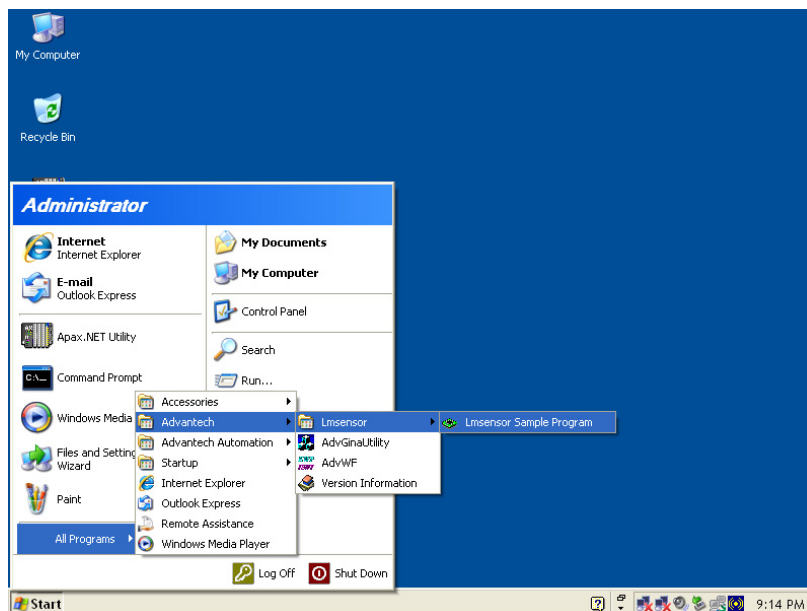 My Computer
Recycle Bin
Administrator
Internet
Internet Explorer
E-mail
Outlook Express
Apax.NET Utility
Command Prompt
Windows Media
Files and Setting
Wizard
Paint
All Programs
My Documents
My Computer
Control Panel
Search
Run...
Accessories
Advantech
Advantech Automation
Startup
Internet Explorer
Outlook Express
Remote Assistance
Windows Media Player
Lmsensor
AdvGinaUtility
AdvWF
Version Information
Lmsensor Sample Program
Log Off
Shut Down
Start
9:14 PM